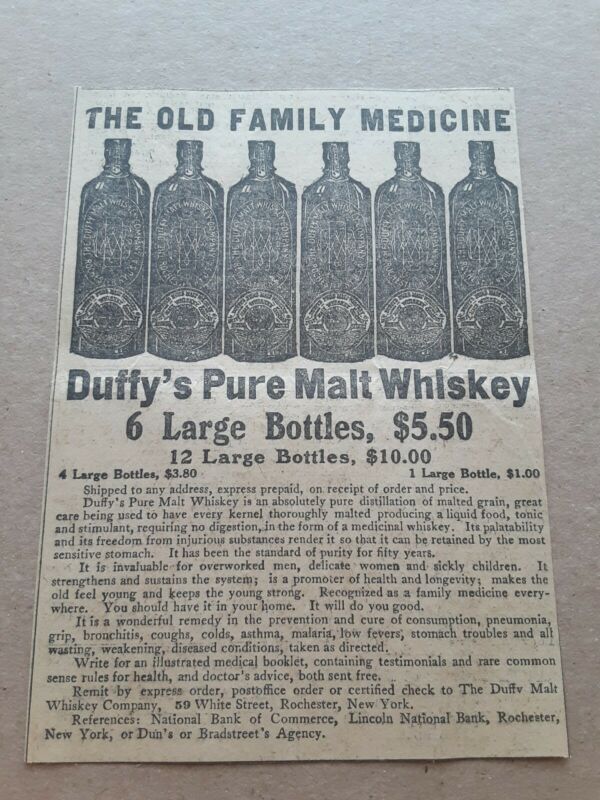 THE OLD FAMILY MEDICINE
Duffy's Pure Malt Whiskey
6 Large Bottles, $5.50
12 Large Bottles, $10.00
4 Large Bottles, $3.80 1 Large Bottle, $1.00
Shipped to any address, express prepaid, on receipt of order and price.
Duffy's Pure Malt Whiskey is an absolutely pure distillation of malted grain, great
care being used to have every kernel thoroughly malted producing a liquid food, tonic
and stimulant, requiring no digestion, in the form of a medicinal whiskey. Its palatability
and its freedom from injurious substances render it so that it can be retained by the most
sensitive stomach. It has been the standard of purity for fifty years.
It is invaluable for overworked men, delicate women and sickly children. It
strengthens and sustains the system; is a promoter of health and longevity; makes the
old feel young and keeps the young strong. Recognized as a family medicine every-
where. You should have it in your home. It will do you good.
It is a wonderful remedy in the prevention and cure of consumption, pneumonia,
grip, bronchitis, coughs, colds, asthma, malaria, low fevers, stomach troubles and all
wasting, weakening, diseased conditions, taken as directed.
Write for an illustrated medical booklet, containing testimonials and rare common
sense rules for health, and doctor's advice, both sent free.
Remit by express order, postoffice order or certified check to The Duffy Malt
Whiskey Company, 59 White Street, Rochester, New York.
References: National Bank of Commerce, Lincoln National Bank, Rochester,
New York, or Dun's or Bradstreet's Agency.